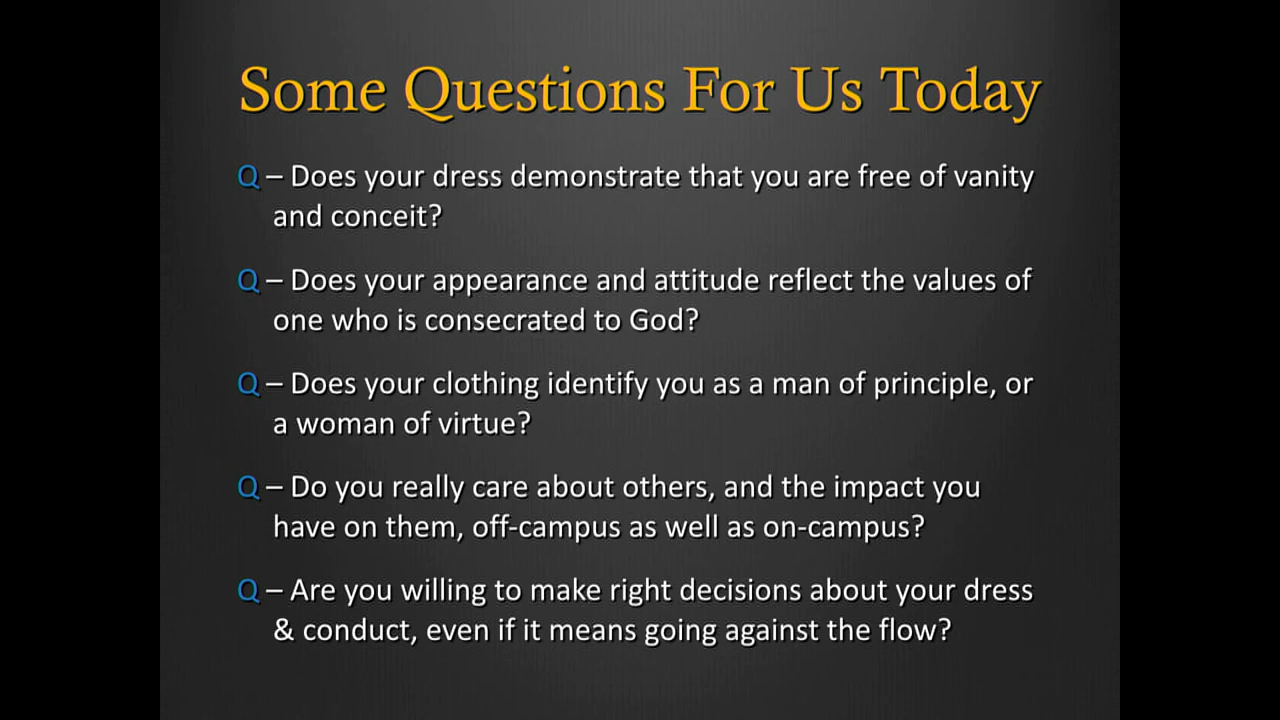 Some Questions For Us Today
Q – Does your dress demonstrate that you are free of vanity
and conceit?
Q – Does your appearance and attitude reflect the values of
one who is consecrated to God?
Q – Does your clothing identify you as a man of principle, or
a woman of virtue?
Q – Do you really care about others, and the impact you
have on them, off-campus as well as on-campus?
Q – Are you willing to make right decisions about your dress
& conduct, even if it means going against the flow?